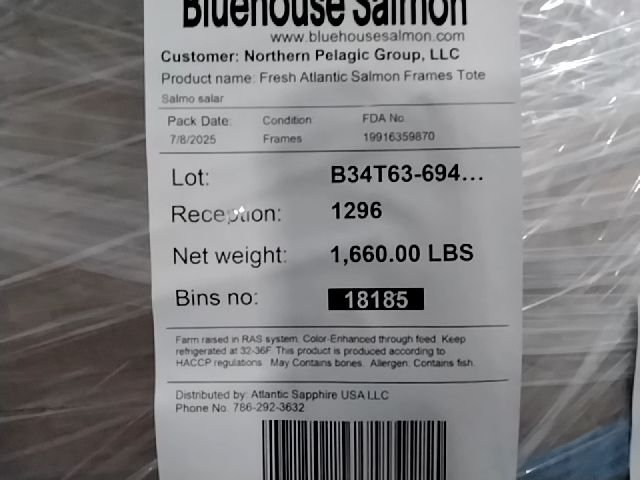 Bluehouse Salmon
www.bluehousesalmon.com
Customer: Northern Pelagic Group, LLC
Product name: Fresh Atlantic Salmon Frames Tote
Salmo salar
Pack Date: Condition FDA No.
7/8/2025 Frames 19916359870
Lot: B34T63-694...
Reception: 1296
Net weight: 1,660.00 LBS
Bins no: 18185
Farm raised in RAS system. Color-Enhanced through feed. Keep
refrigerated at 32-36F. This product is produced according to
HACCP regulations. May Contains bones. Allergen: Contains fish.
Distributed by: Atlantic Sapphire USA LLC
Phone No. 786-292-3632